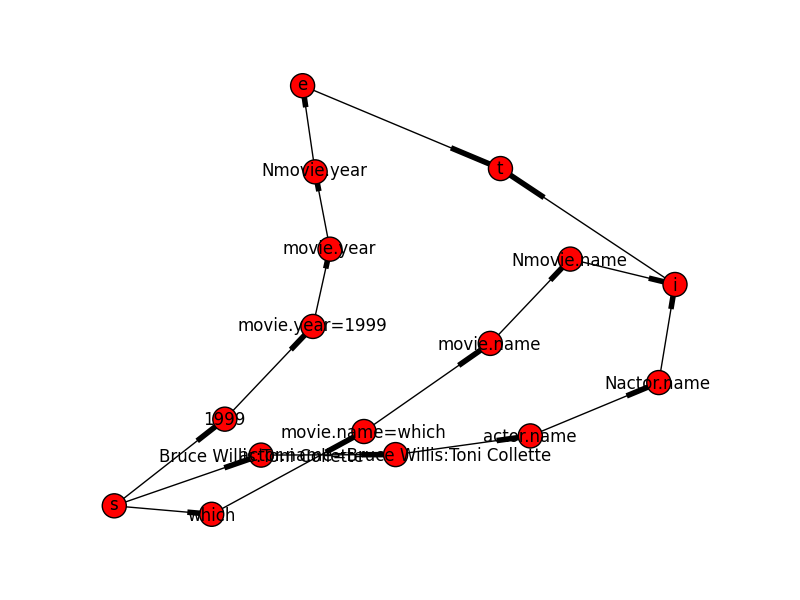 e
t
Nmovie.year
movie.year
Nmovie.name
i
movie.year=1999
movie.name
Nactor.name
1999
movie.name=which
actor.name
Bruce Willis:Toni Collette
actor.name=Bruce Willis:Toni Collette
s
which